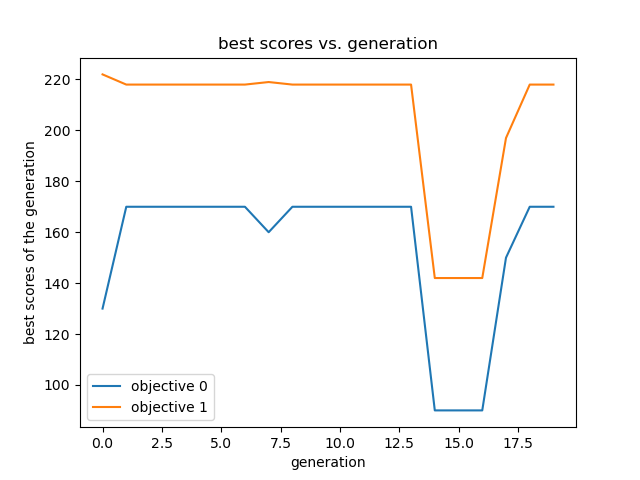 best scores vs. generation
best scores of the generation
220
200
180
160
140
120
100
objective 0
objective 1
0.0 2.5 5.0 7.5 10.0 12.5 15.0 17.5
generation